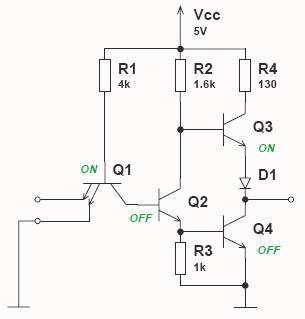 Vcc
5V
R1
4k
R2
1.6k
R4
130
Q3
ON
Q1
ON
D1
OFF
Q2
Q4
OFF
R3
1k